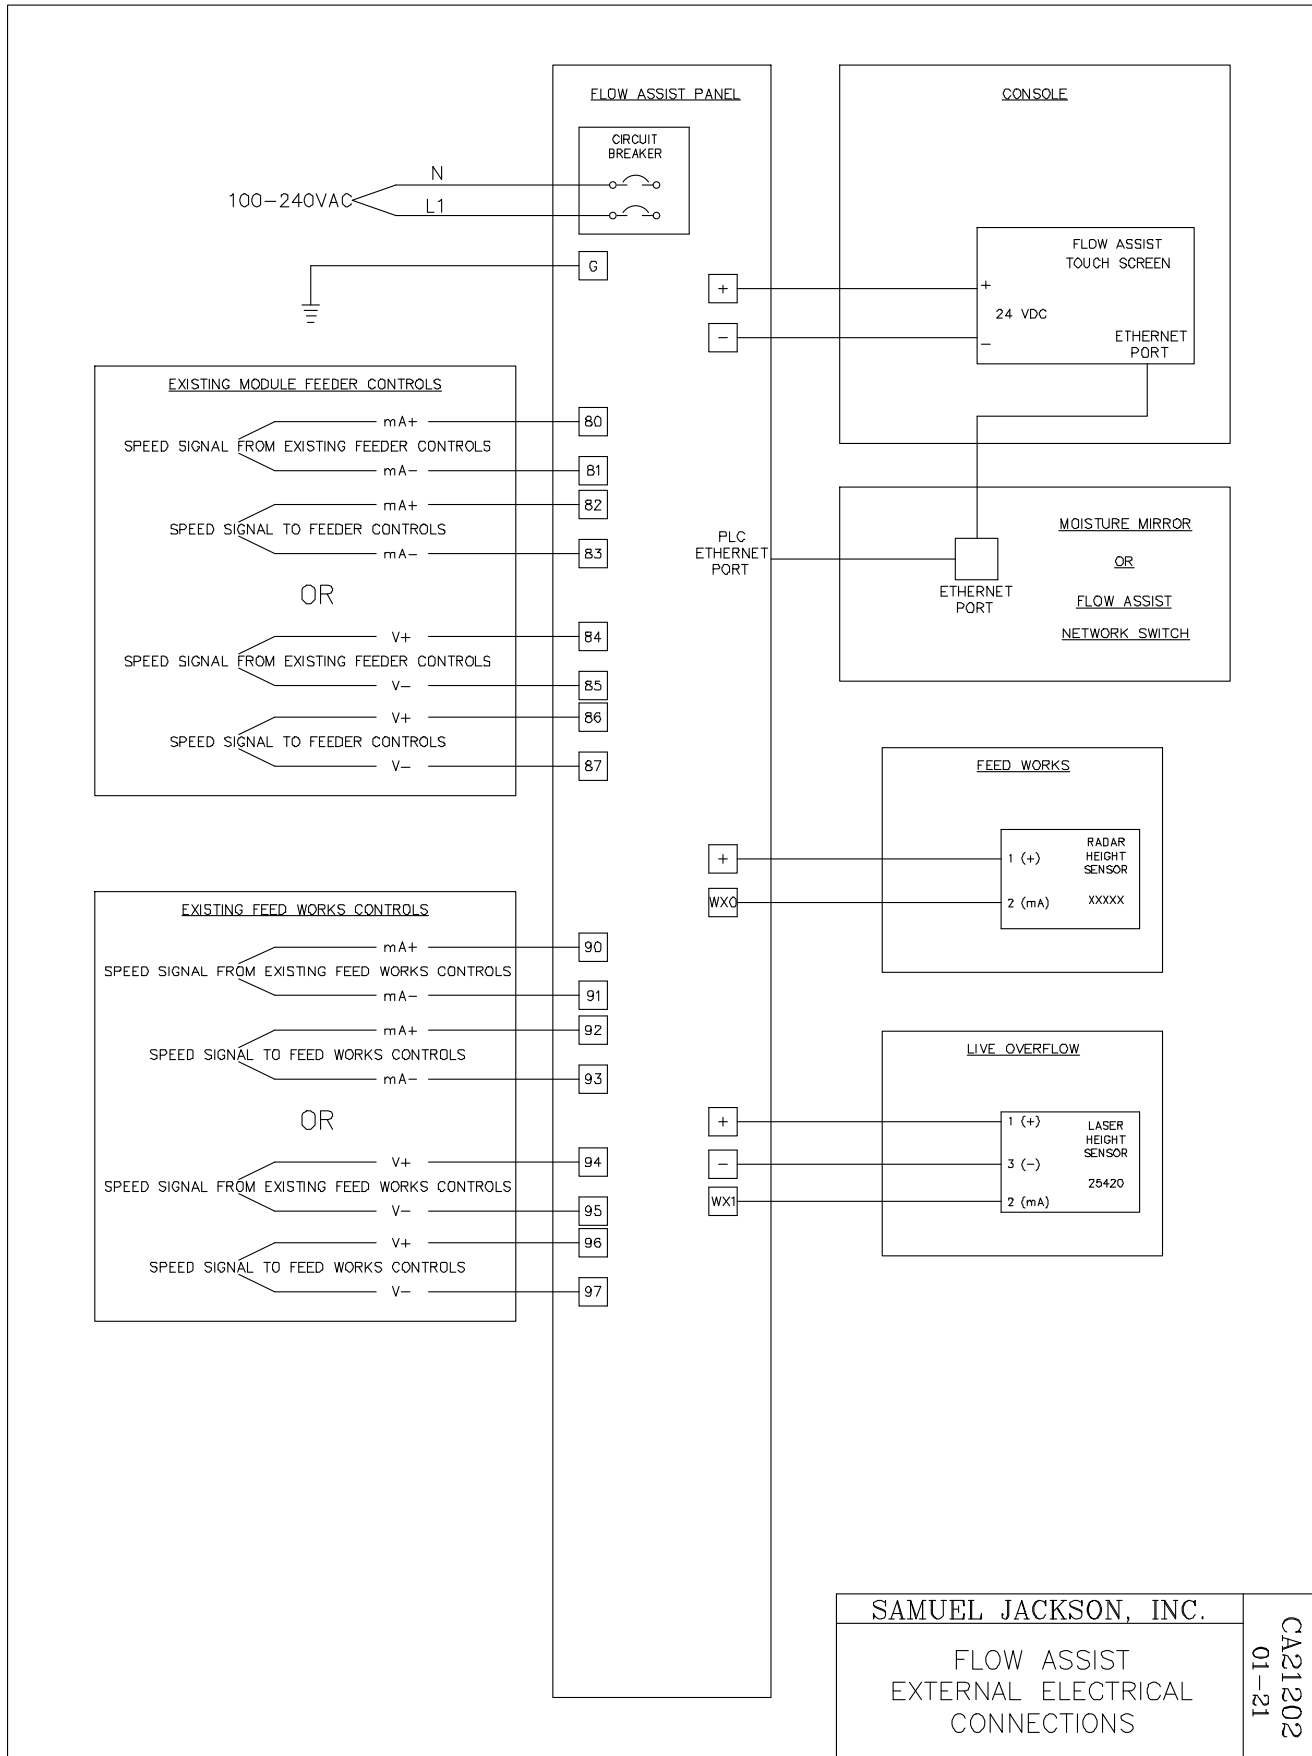 FLOW ASSIST PANEL
CIRCUIT
BREAKER
100-240VAC
N
L1
G
EXISTING MODULE FEEDER CONTROLS
mA+
80
SPEED SIGNAL FROM EXISTING FEEDER CONTROLS
mA-
81
mA+
82
SPEED SIGNAL TO FEEDER CONTROLS
mA-
83
OR
V+
84
SPEED SIGNAL FROM EXISTING FEEDER CONTROLS
V-
85
V+
86
SPEED SIGNAL TO FEEDER CONTROLS
V-
87
EXISTING FEED WORKS CONTROLS
mA+
90
SPEED SIGNAL FROM EXISTING FEED WORKS CONTROLS
mA-
91
mA+
92
SPEED SIGNAL TO FEED WORKS CONTROLS
mA-
93
OR
V+
94
SPEED SIGNAL FROM EXISTING FEED WORKS CONTROLS
V-
95
V+
96
SPEED SIGNAL TO FEED WORKS CONTROLS
V-
97
CONSOLE
FLOW ASSIST
TOUCH SCREEN
+
+
24 VDC
-
-
ETHERNET
PORT
PLC
ETHERNET
PORT
ETHERNET
PORT
MOISTURE MIRROR
OR
FLOW ASSIST
NETWORK SWITCH
FEED WORKS
+
1 (+)
WX0
2 (mA)
RADAR
HEIGHT
SENSOR
XXXXX
LIVE OVERFLOW
+
1 (+)
-
3 (-)
WX1
2 (mA)
LASER
HEIGHT
SENSOR
25420
SAMUEL JACKSON, INC.
FLOW ASSIST
EXTERNAL ELECTRICAL
CONNECTIONS
CA21202
01-21